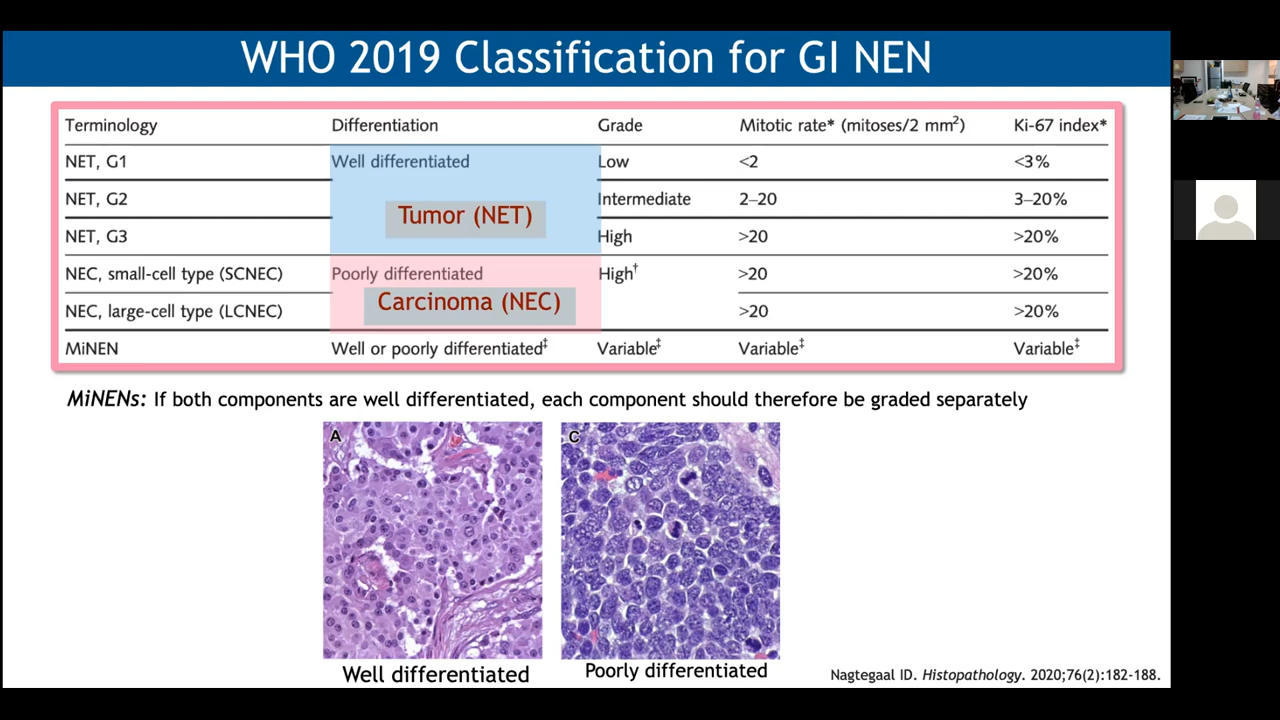 WHO 2019 Classification for GI NEN
Terminology Differentiation Grade Mitotic rate* (mitoses/2 mm²) Ki-67 index*
NET, G1 Well differentiated Low <2 <3%
NET, G2 Intermediate 2–20 3–20%
Tumor (NET)
NET, G3 High >20 >20%
NEC, small-cell type (SCNEC) Poorly differentiated High† >20 >20%
Carcinoma (NEC)
NEC, large-cell type (LCNEC) >20 >20%
MiNEN Well or poorly differentiated‡ Variable‡ Variable‡ Variable‡
MiNENs: If both components are well differentiated, each component should therefore be graded separately
A C
Well differentiated Poorly differentiated
Nagtegaal ID. Histopathology. 2020;76(2):182-188.